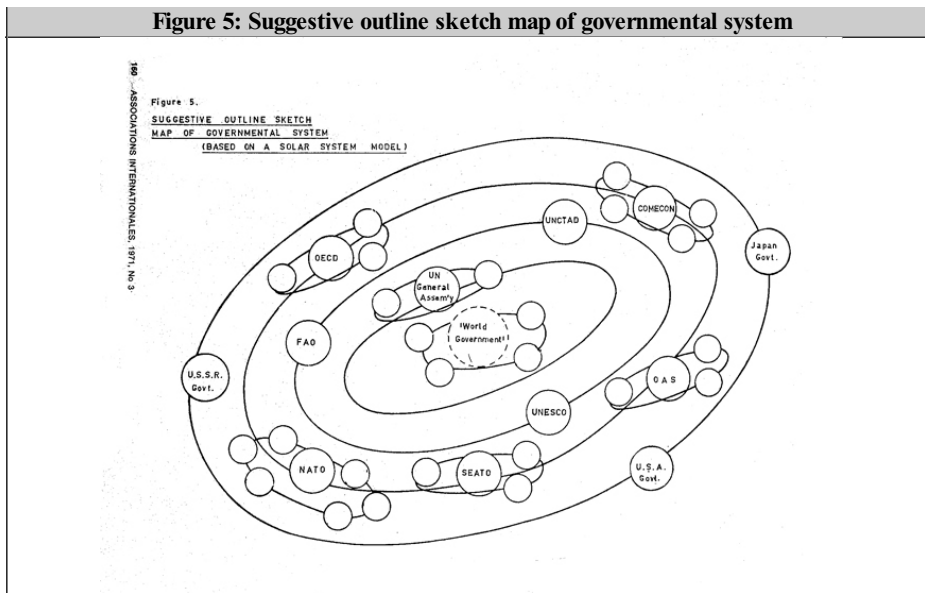 Figure 5: Suggestive outline sketch map of governmental system
160 —ASSOCIATIONS INTERNATIONALES, 1971, No 3
Figure 5.
SUGGESTIVE OUTLINE SKETCH
MAP OF GOVERNMENTAL SYSTEM
(BASED ON A SOLAR SYSTEM MODEL)
COMECON
UNCTAD
Japan
Govt.
OECD
UN
General
Assem'y
'World
Government'
FAO
U.S.S.R.
Govt.
OAS
UNESCO
NATO
SEATO
U.S.A.
Govt.